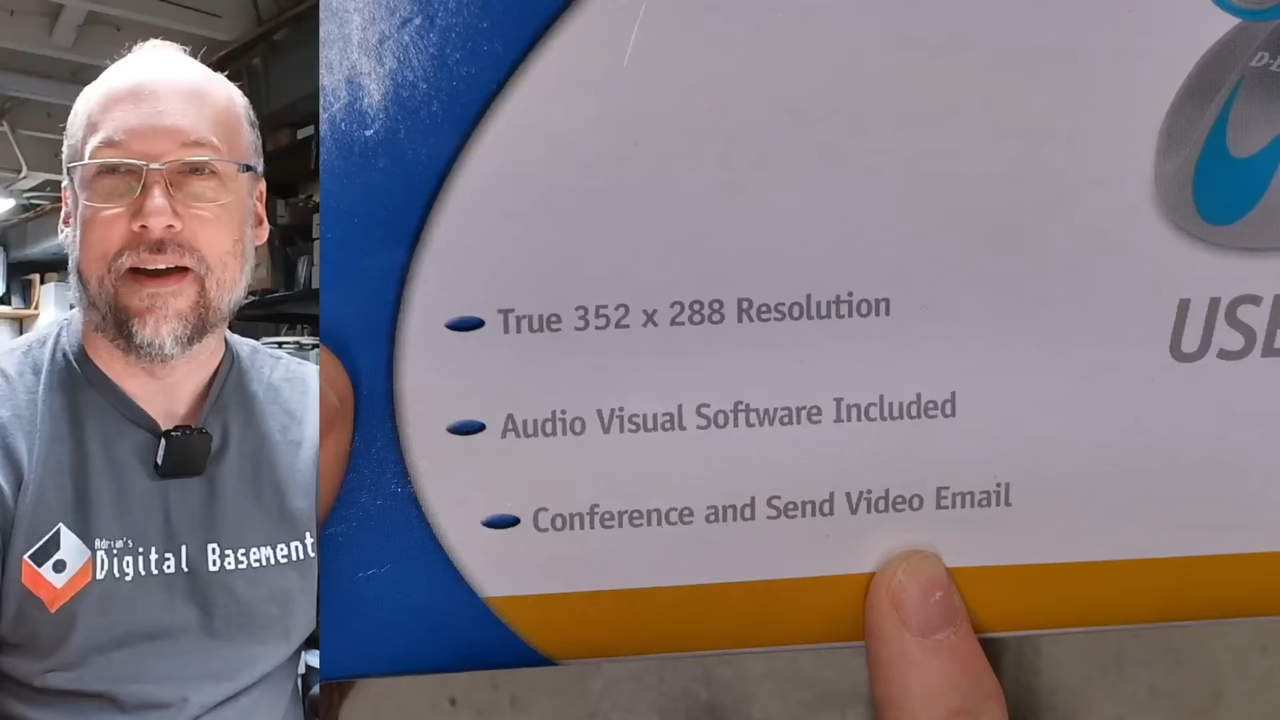 Adrian's
Digital Basement
D-L
USB
True 352 x 288 Resolution
Audio Visual Software Included
Conference and Send Video Email